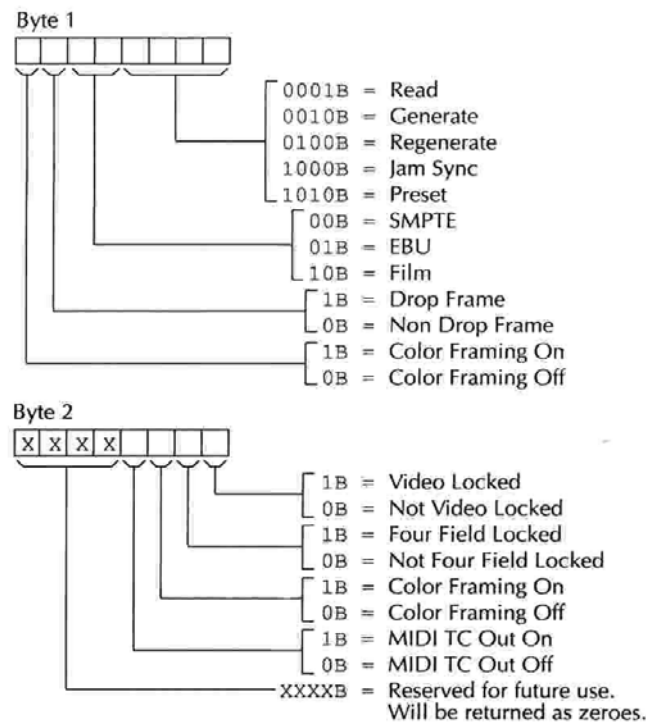 Byte 1
0001B = Read
0010B = Generate
0100B = Regenerate
1000B = Jam Sync
1010B = Preset
00B = SMPTE
01B = EBU
10B = Film
1B = Drop Frame
0B = Non Drop Frame
1B = Color Framing On
0B = Color Framing Off
Byte 2
X X X X
1B = Video Locked
0B = Not Video Locked
1B = Four Field Locked
0B = Not Four Field Locked
1B = Color Framing On
0B = Color Framing Off
1B = MIDI TC Out On
0B = MIDI TC Out Off
XXXXB = Reserved for future use.
Will be returned as zeroes.